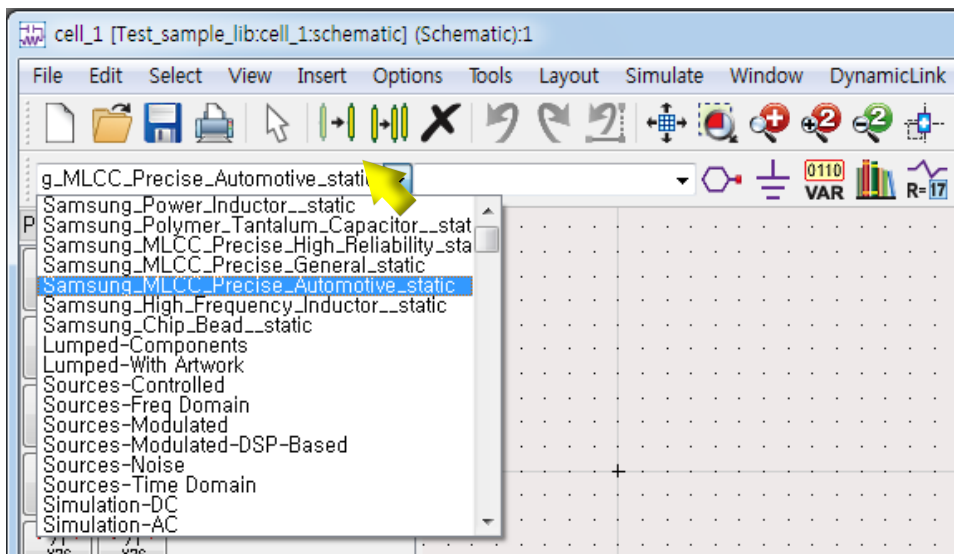 cell_1 [Test_sample_lib:cell_1:schematic] (Schematic):1
File Edit Select View Insert Options Tools Layout Simulate Window DynamicLink
g_MLCC_Precise_Automotive_static
0110
VAR
R=17
P
Samsung_Power_Inductor__static
Samsung_Polymer_Tantalum_Capacitor__stat
Samsung_MLCC_Precise_High_Reliability_sta
Samsung_MLCC_Precise_General_static
Samsung_MLCC_Precise_Automotive_static
Samsung_High_Frequency_Inductor__static
Samsung_Chip_Bead__static
Lumped-Components
Lumped-With Artwork
Sources-Controlled
Sources-Freq Domain
Sources-Modulated
Sources-Modulated-DSP-Based
Sources-Noise
Sources-Time Domain
Simulation-DC
Simulation-AC